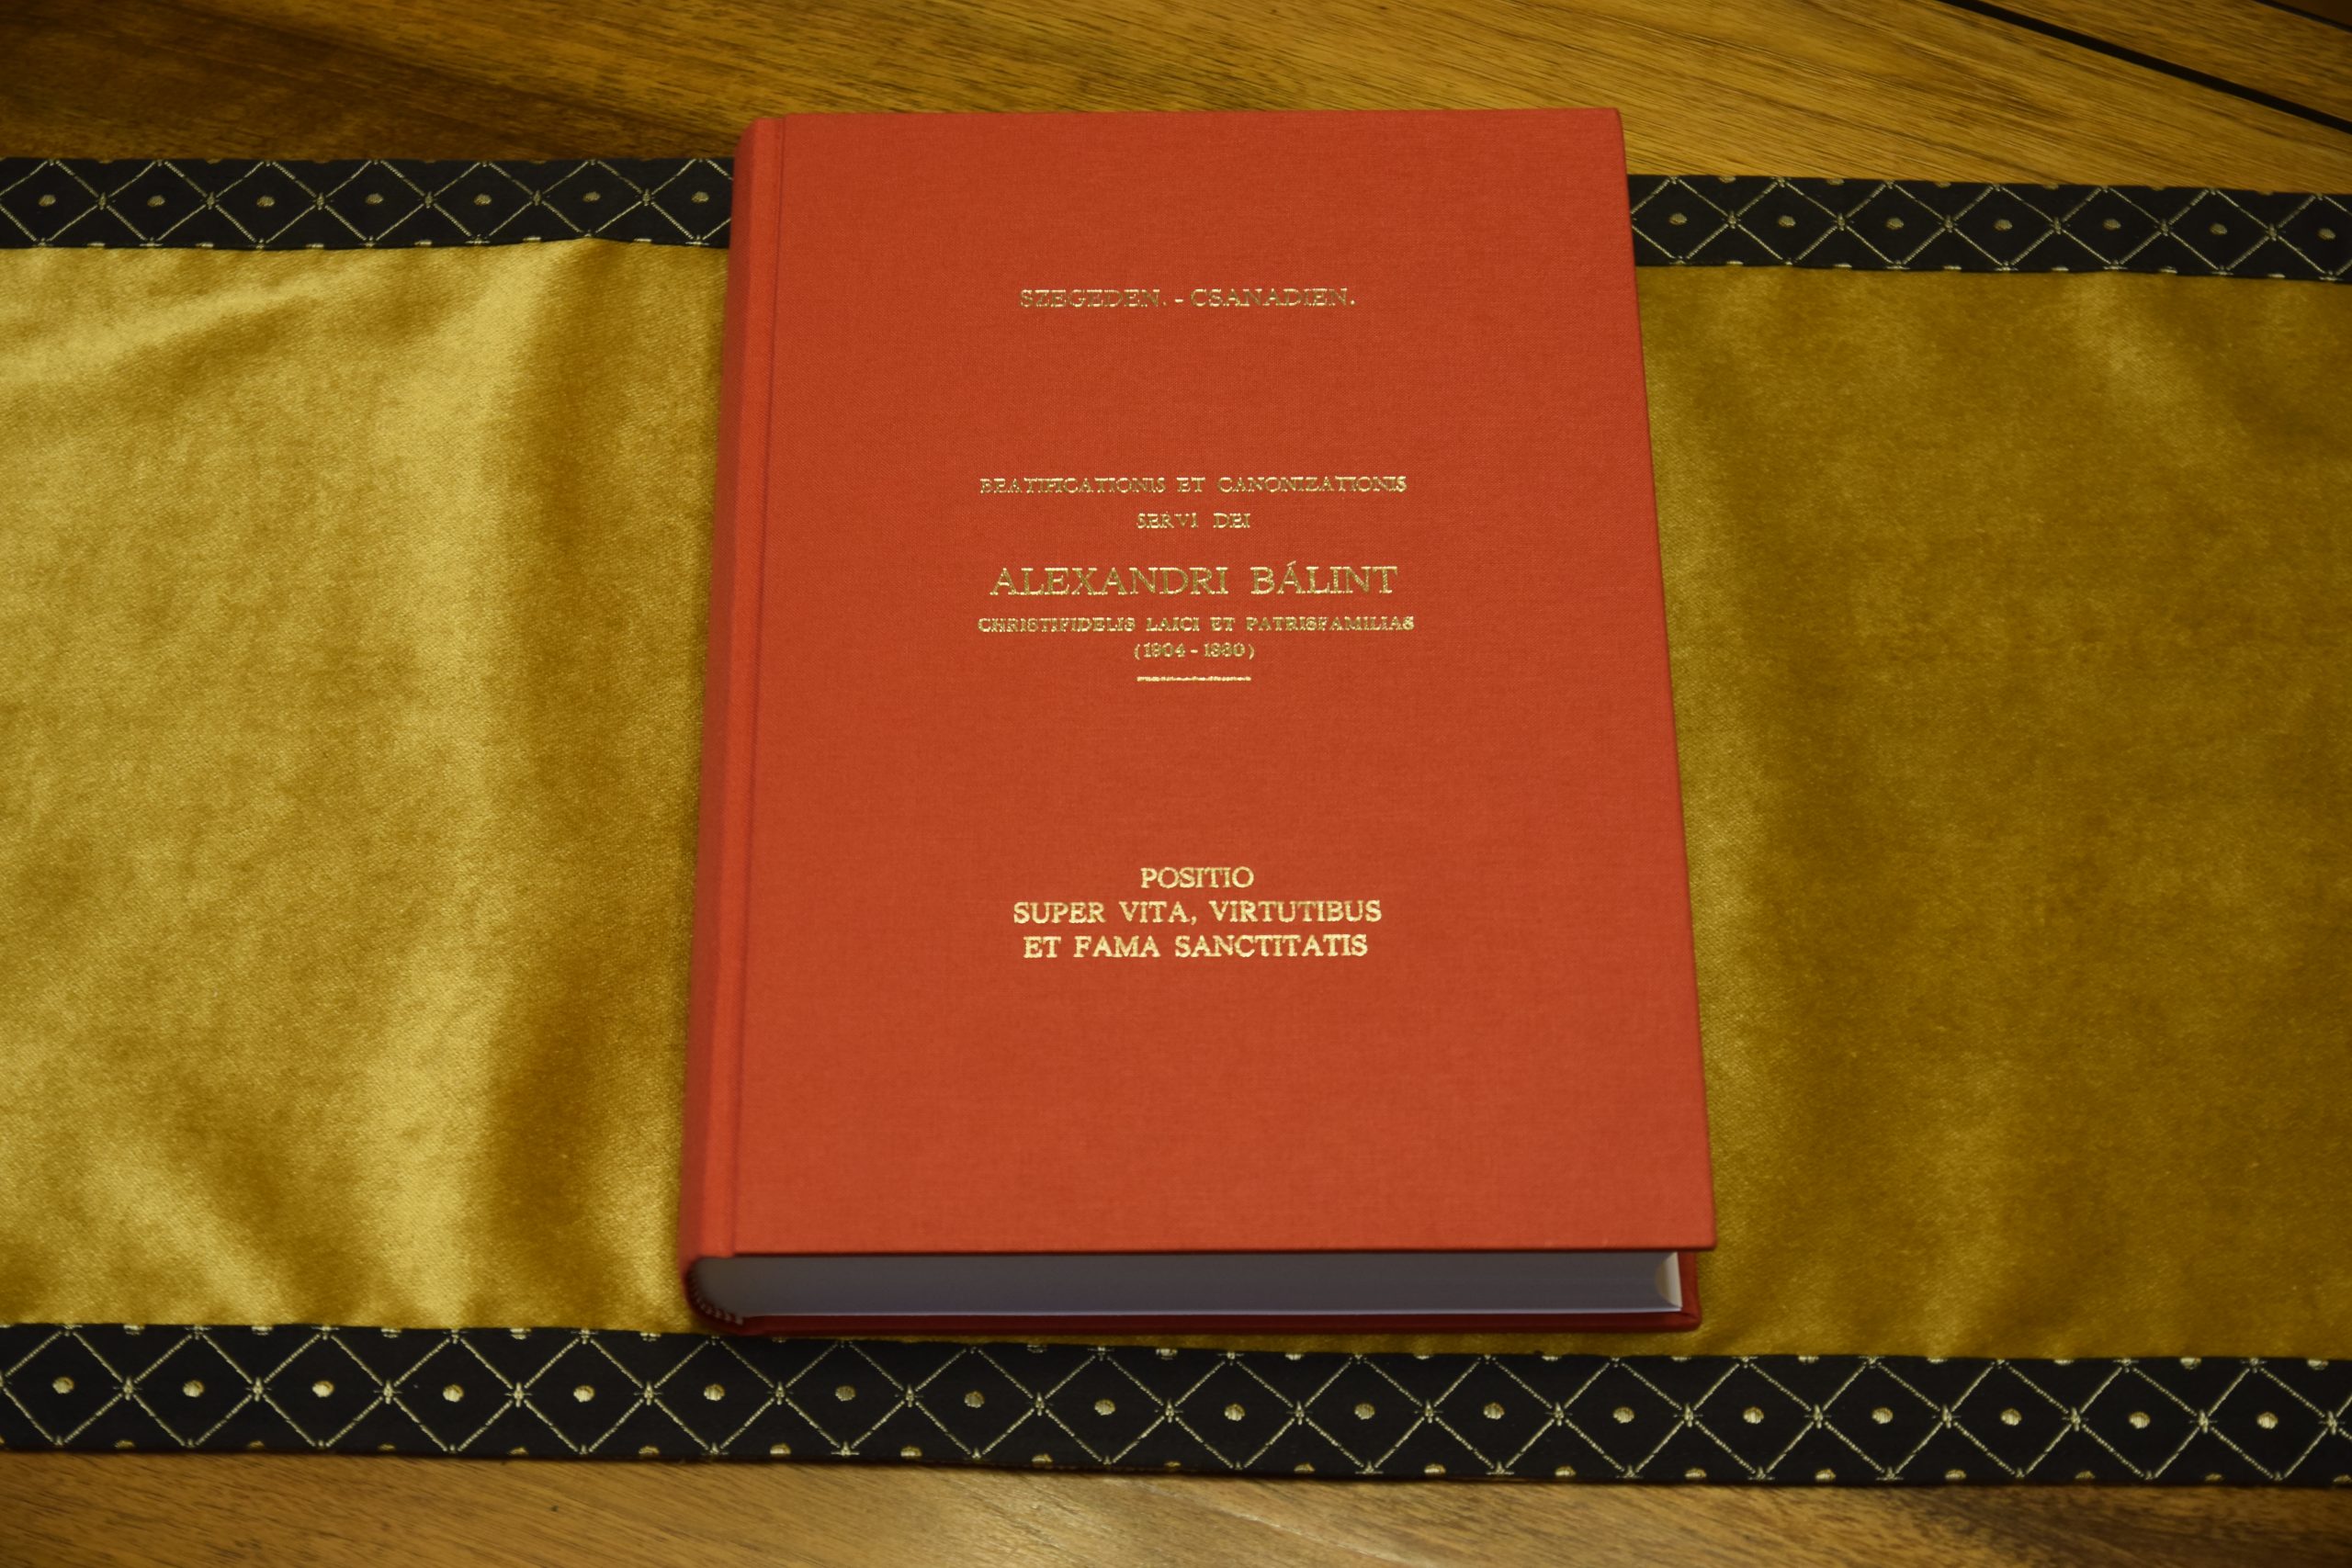 SZEGEDEN. - CSANADIEN.
BEATIFICATIONIS ET CANONIZATIONIS
SERVI DEI
ALEXANDRI BÁLINT
CHRISTIFIDELIS LAICI ET PATRISFAMILIAS
(1904 - 1980)
POSITIO
SUPER VITA, VIRTUTIBUS
ET FAMA SANCTITATIS